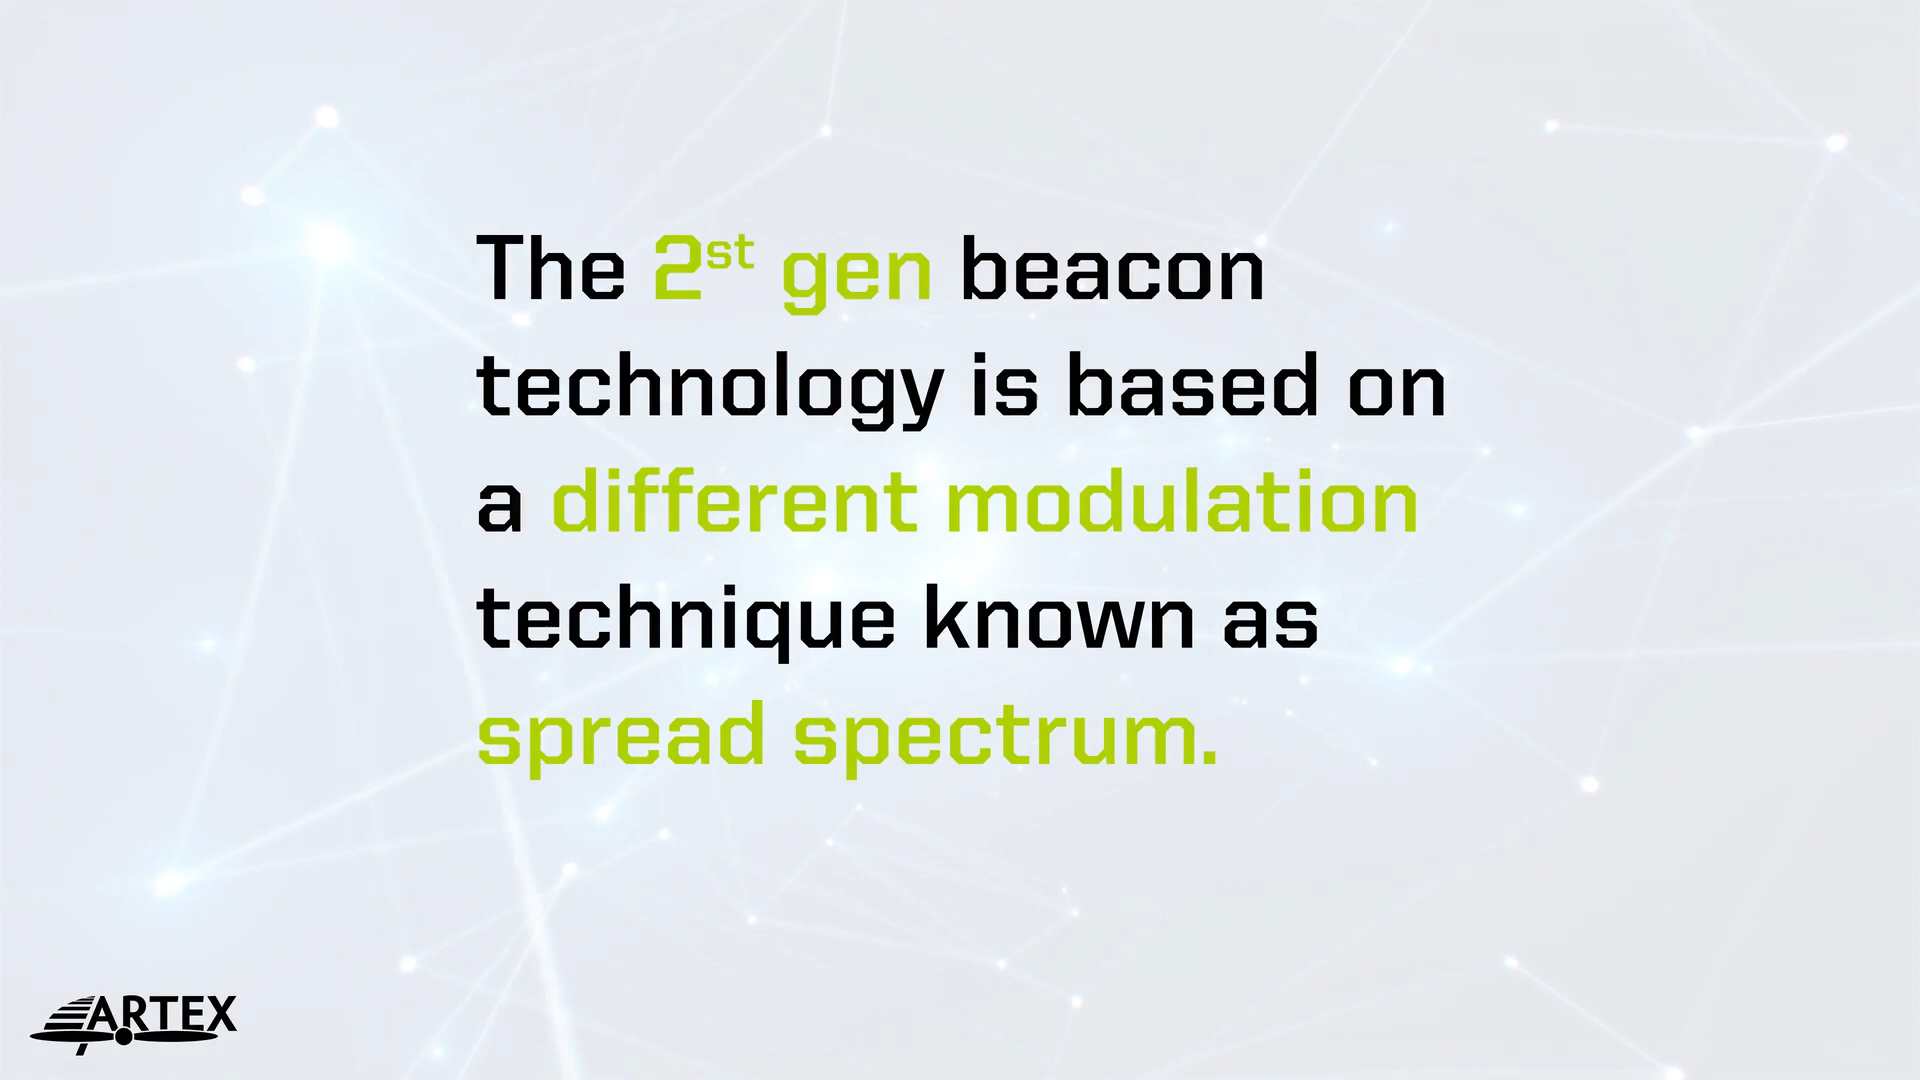 The 2st gen beacon
technology is based on
a different modulation
technique known as
spread spectrum.
ARTEX